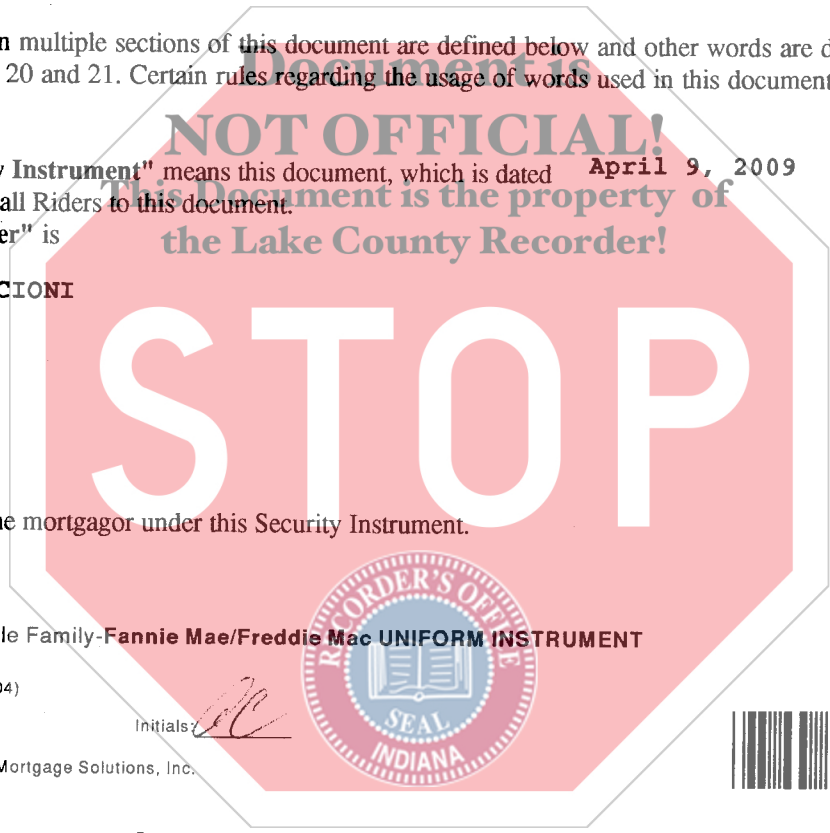 n multiple sections of this document are defined below and other words are d
Document is
20 and 21. Certain rules regarding the usage of words used in this document
NOT OFFICIAL!
Instrument" means this document, which is dated April 9, 2009
This Document is the property of
all Riders to this document.
er" is
the Lake County Recorder!
CIONI
STOP
e mortgagor under this Security Instrument.
RECORDER'S OFFICE
le Family-Fannie Mae/Freddie Mac UNIFORM INSTRUMENT
04)
Initials:
SEAL
INDIANA
Mortgage Solutions, Inc.